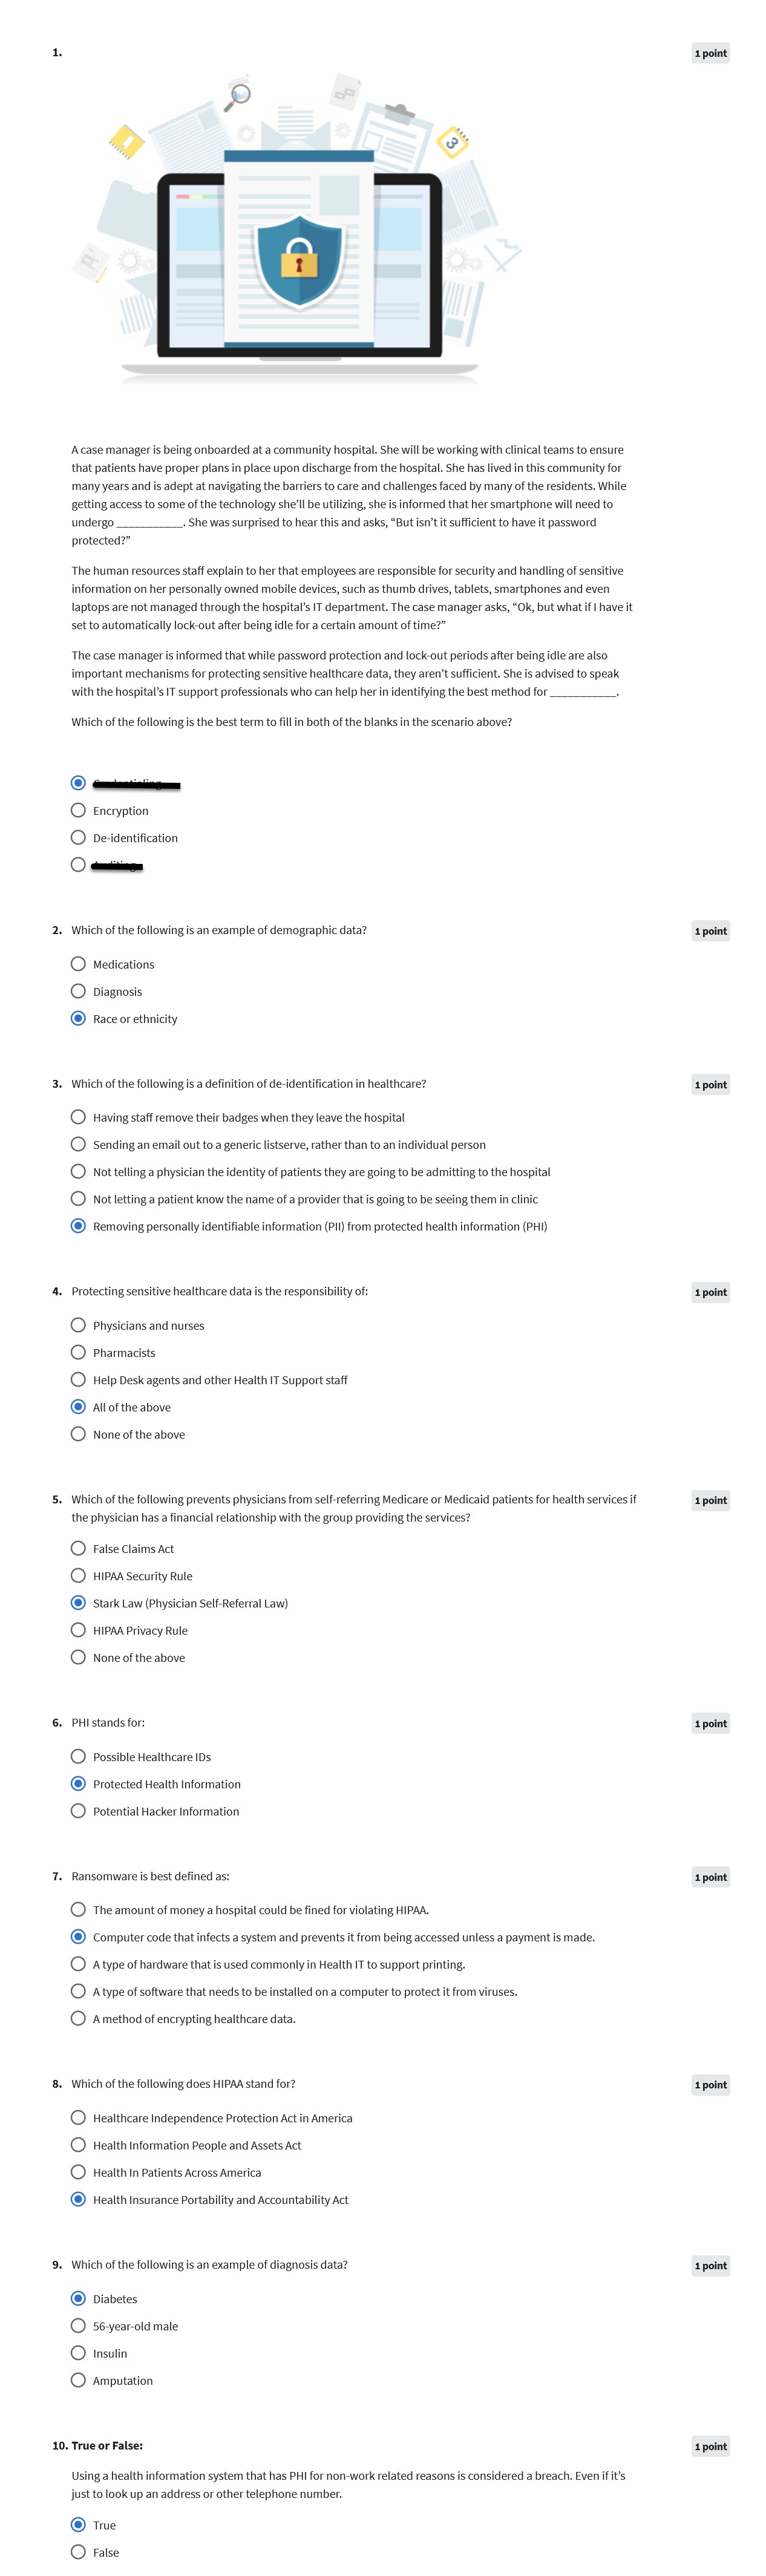 1.
1 point
3
A case manager is being onboarded at a community hospital. She will be working with clinical teams to ensure
that patients have proper plans in place upon discharge from the hospital. She has lived in this community for
many years and is adept at navigating the barriers to care and challenges faced by many of the residents. While
getting access to some of the technology she’ll be utilizing, she is informed that her smartphone will need to
undergo ___________. She was surprised to hear this and asks, “But isn’t it sufficient to have it password
protected?”
The human resources staff explain to her that employees are responsible for security and handling of sensitive
information on her personally owned mobile devices, such as thumb drives, tablets, smartphones and even
laptops are not managed through the hospital’s IT department. The case manager asks, “Ok, but what if I have it
set to automatically lock-out after being idle for a certain amount of time?”
The case manager is informed that while password protection and lock-out periods after being idle are also
important mechanisms for protecting sensitive healthcare data, they aren’t sufficient. She is advised to speak
with the hospital’s IT support professionals who can help her in identifying the best method for ___________.
Which of the following is the best term to fill in both of the blanks in the scenario above?
Encryption
De-identification
2. Which of the following is an example of demographic data?
1 point
Medications
Diagnosis
Race or ethnicity
3. Which of the following is a definition of de-identification in healthcare?
1 point
Having staff remove their badges when they leave the hospital
Sending an email out to a generic listserve, rather than to an individual person
Not telling a physician the identity of patients they are going to be admitting to the hospital
Not letting a patient know the name of a provider that is going to be seeing them in clinic
Removing personally identifiable information (PII) from protected health information (PHI)
4. Protecting sensitive healthcare data is the responsibility of:
1 point
Physicians and nurses
Pharmacists
Help Desk agents and other Health IT Support staff
All of the above
None of the above
5. Which of the following prevents physicians from self-referring Medicare or Medicaid patients for health services if
the physician has a financial relationship with the group providing the services?
1 point
False Claims Act
HIPAA Security Rule
Stark Law (Physician Self-Referral Law)
HIPAA Privacy Rule
None of the above
6. PHI stands for:
1 point
Possible Healthcare IDs
Protected Health Information
Potential Hacker Information
7. Ransomware is best defined as:
1 point
The amount of money a hospital could be fined for violating HIPAA.
Computer code that infects a system and prevents it from being accessed unless a payment is made.
A type of hardware that is used commonly in Health IT to support printing.
A type of software that needs to be installed on a computer to protect it from viruses.
A method of encrypting healthcare data.
8. Which of the following does HIPAA stand for?
1 point
Healthcare Independence Protection Act in America
Health Information People and Assets Act
Health In Patients Across America
Health Insurance Portability and Accountability Act
9. Which of the following is an example of diagnosis data?
1 point
Diabetes
56-year-old male
Insulin
Amputation
10. True or False:
1 point
Using a health information system that has PHI for non-work related reasons is considered a breach. Even if it’s
just to look up an address or other telephone number.
True
False